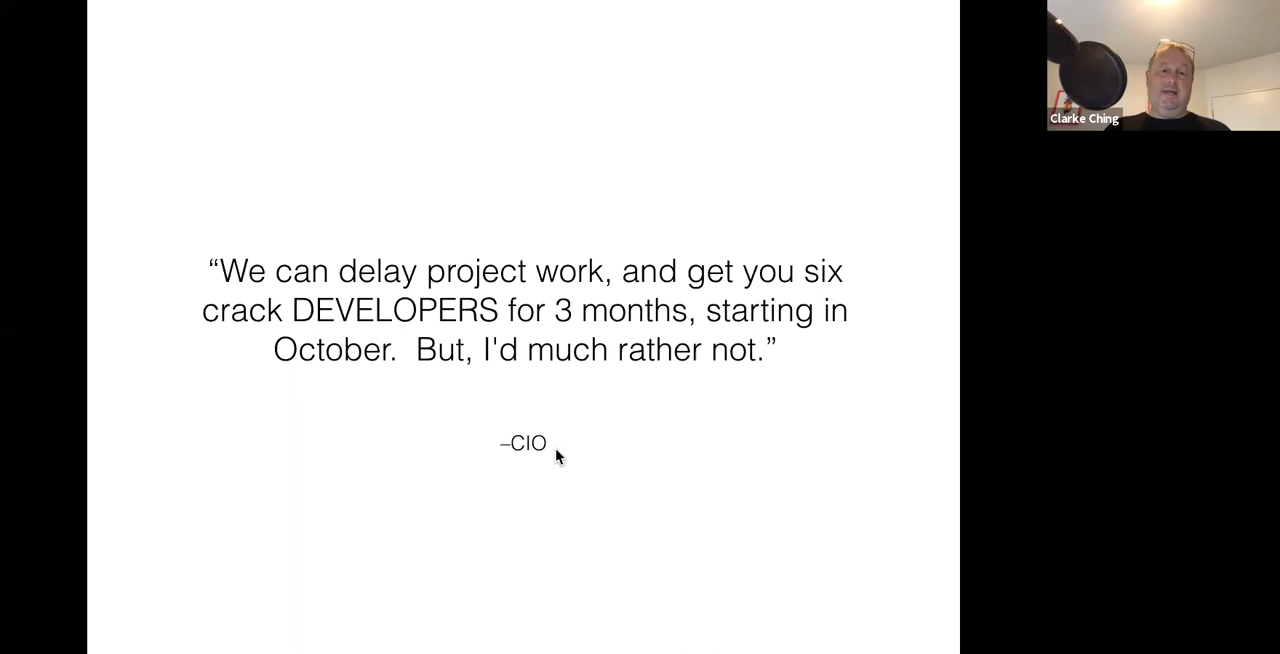 “We can delay project work, and get you six
crack DEVELOPERS for 3 months, starting in
October.  But, I'd much rather not.”
–CIO
Clarke Ching